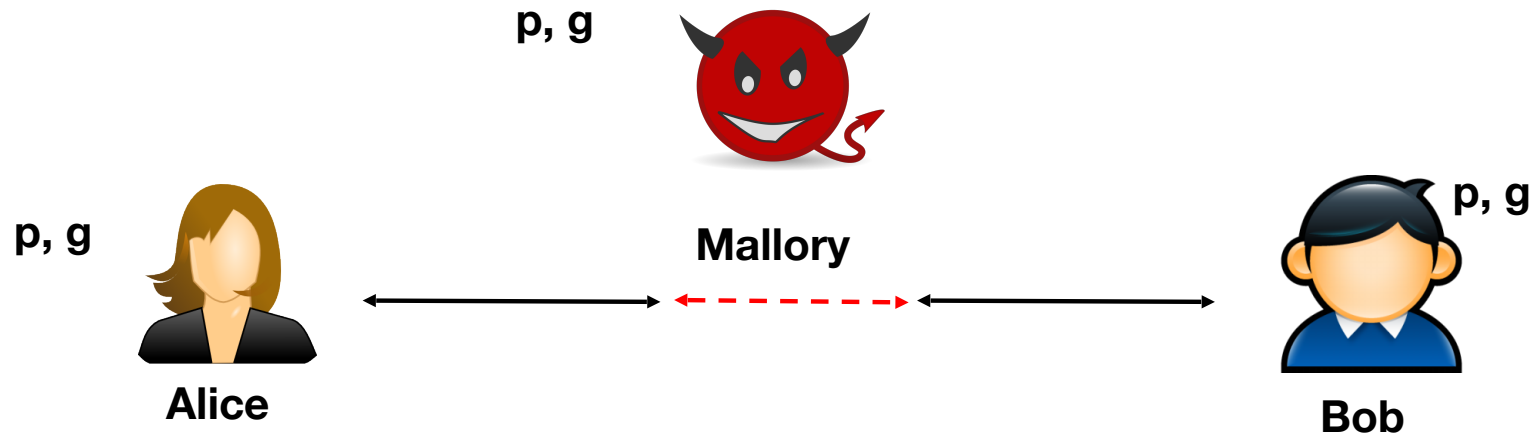 p, g
p, g
p, g
Mallory
Alice
Bob